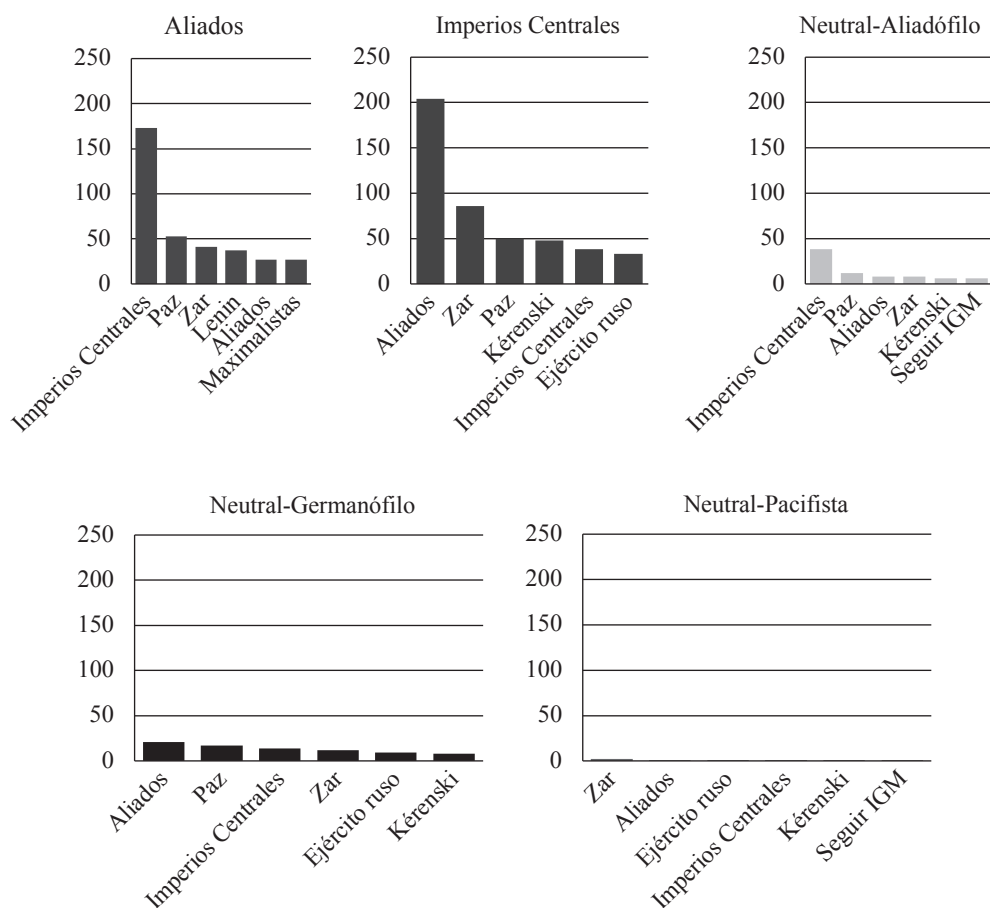 Aliados
250
200
150
100
50
0
Imperios Centrales
Paz
Zar
Lenin
Aliados
Maximalistas
Imperios Centrales
250
200
150
100
50
0
Aliados
Zar
Paz
Kérenski
Imperios Centrales
Ejército ruso
Neutral-Aliadófilo
250
200
150
100
50
0
Imperios Centrales
Paz
Aliados
Zar
Kérenski
Seguir IGM
Neutral-Germanófilo
250
200
150
100
50
0
Aliados
Paz
Imperios Centrales
Zar
Ejército ruso
Kérenski
Neutral-Pacifista
250
200
150
100
50
0
Zar
Aliados
Ejército ruso
Imperios Centrales
Kérenski
Seguir IGM